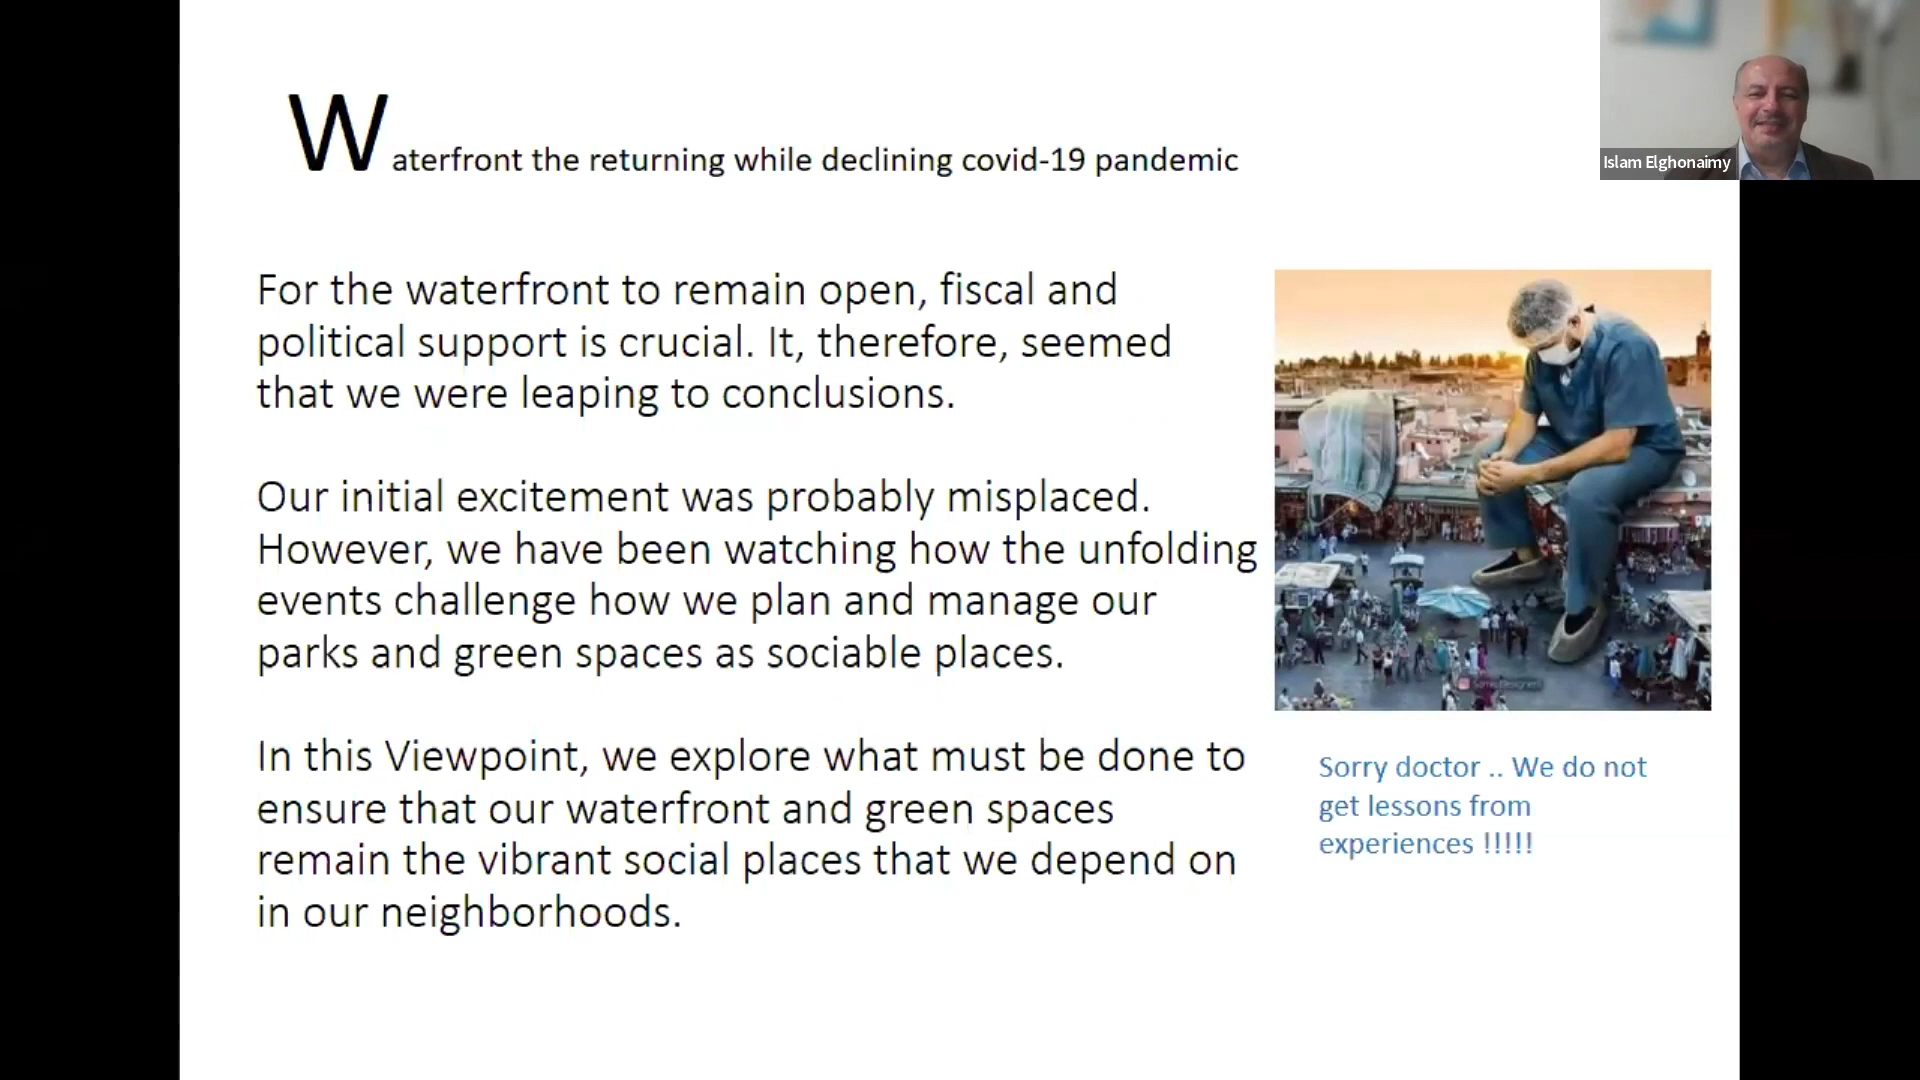 Waterfront the returning while declining covid-19 pandemic
Islam Elghonaimy
For the waterfront to remain open, fiscal and
political support is crucial. It, therefore, seemed
that we were leaping to conclusions.
Our initial excitement was probably misplaced.
However, we have been watching how the unfolding
events challenge how we plan and manage our
parks and green spaces as sociable places.
In this Viewpoint, we explore what must be done to
ensure that our waterfront and green spaces
remain the vibrant social places that we depend on
in our neighborhoods.
Sorry doctor .. We do not
get lessons from
experiences !!!!!